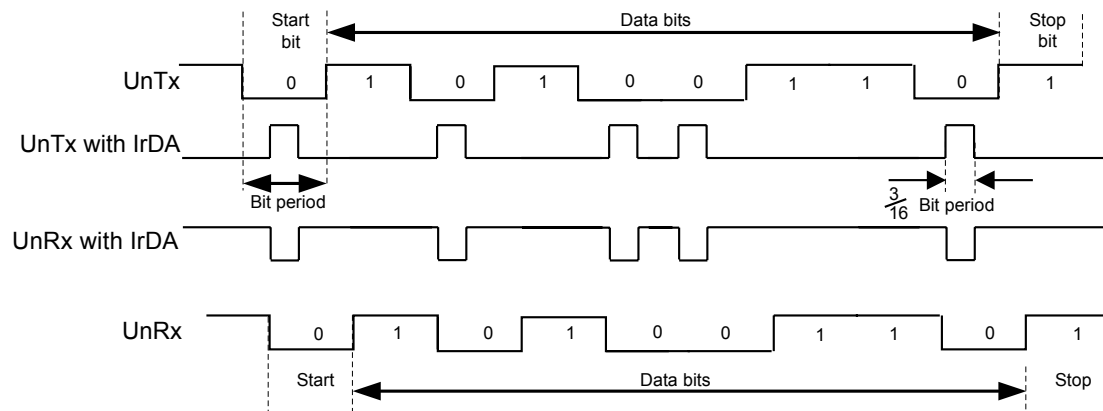 Start
bit
Data bits
Stop
bit
UnTx
0 1 0 1 0 0 1 1 0 1
UnTx with IrDA
Bit period
3/16 Bit period
UnRx with IrDA
UnRx
0 1 0 1 0 0 1 1 0 1
Start
Data bits
Stop